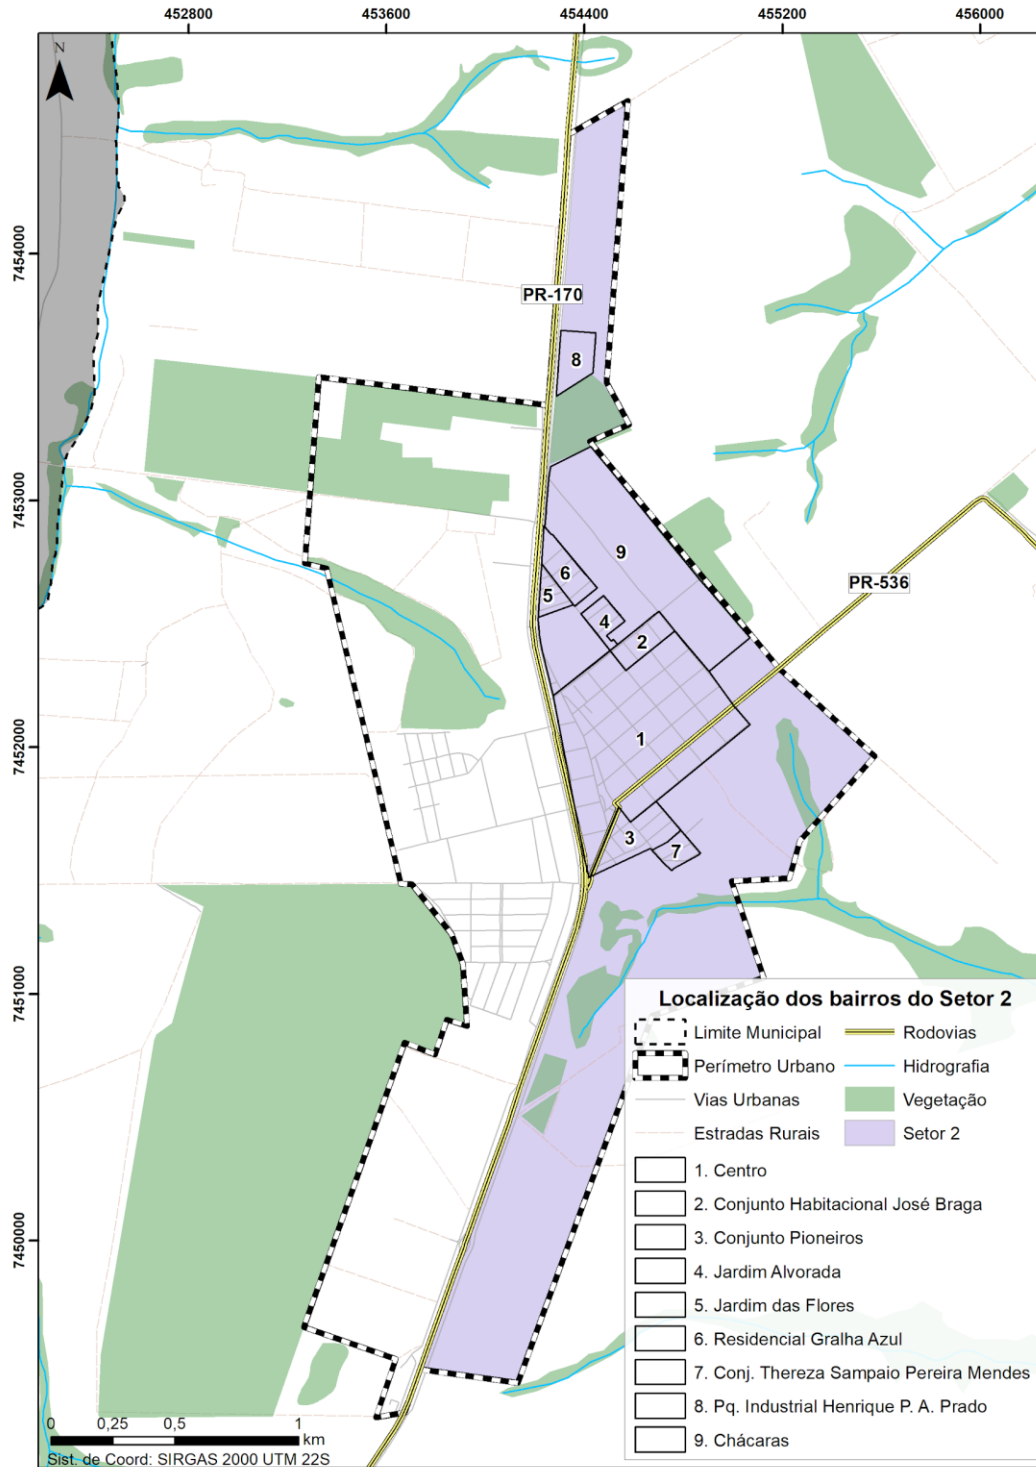 452800 453600 454400 455200 456000
N
7454000
PR-170
8
7453000
9
PR-536
6
5
4
2
7452000
1
3
7
7451000
7450000
Localização dos bairros do Setor 2
Limite Municipal
Rodovias
Perímetro Urbano
Hidrografia
Vias Urbanas
Vegetação
Estradas Rurais
Setor 2
1. Centro
2. Conjunto Habitacional José Braga
3. Conjunto Pioneiros
4. Jardim Alvorada
5. Jardim das Flores
6. Residencial Gralha Azul
7. Conj. Thereza Sampaio Pereira Mendes
8. Pq. Industrial Henrique P. A. Prado
9. Chácaras
0 0,25 0,5 1
km
Sist. de Coord: SIRGAS 2000 UTM 22S